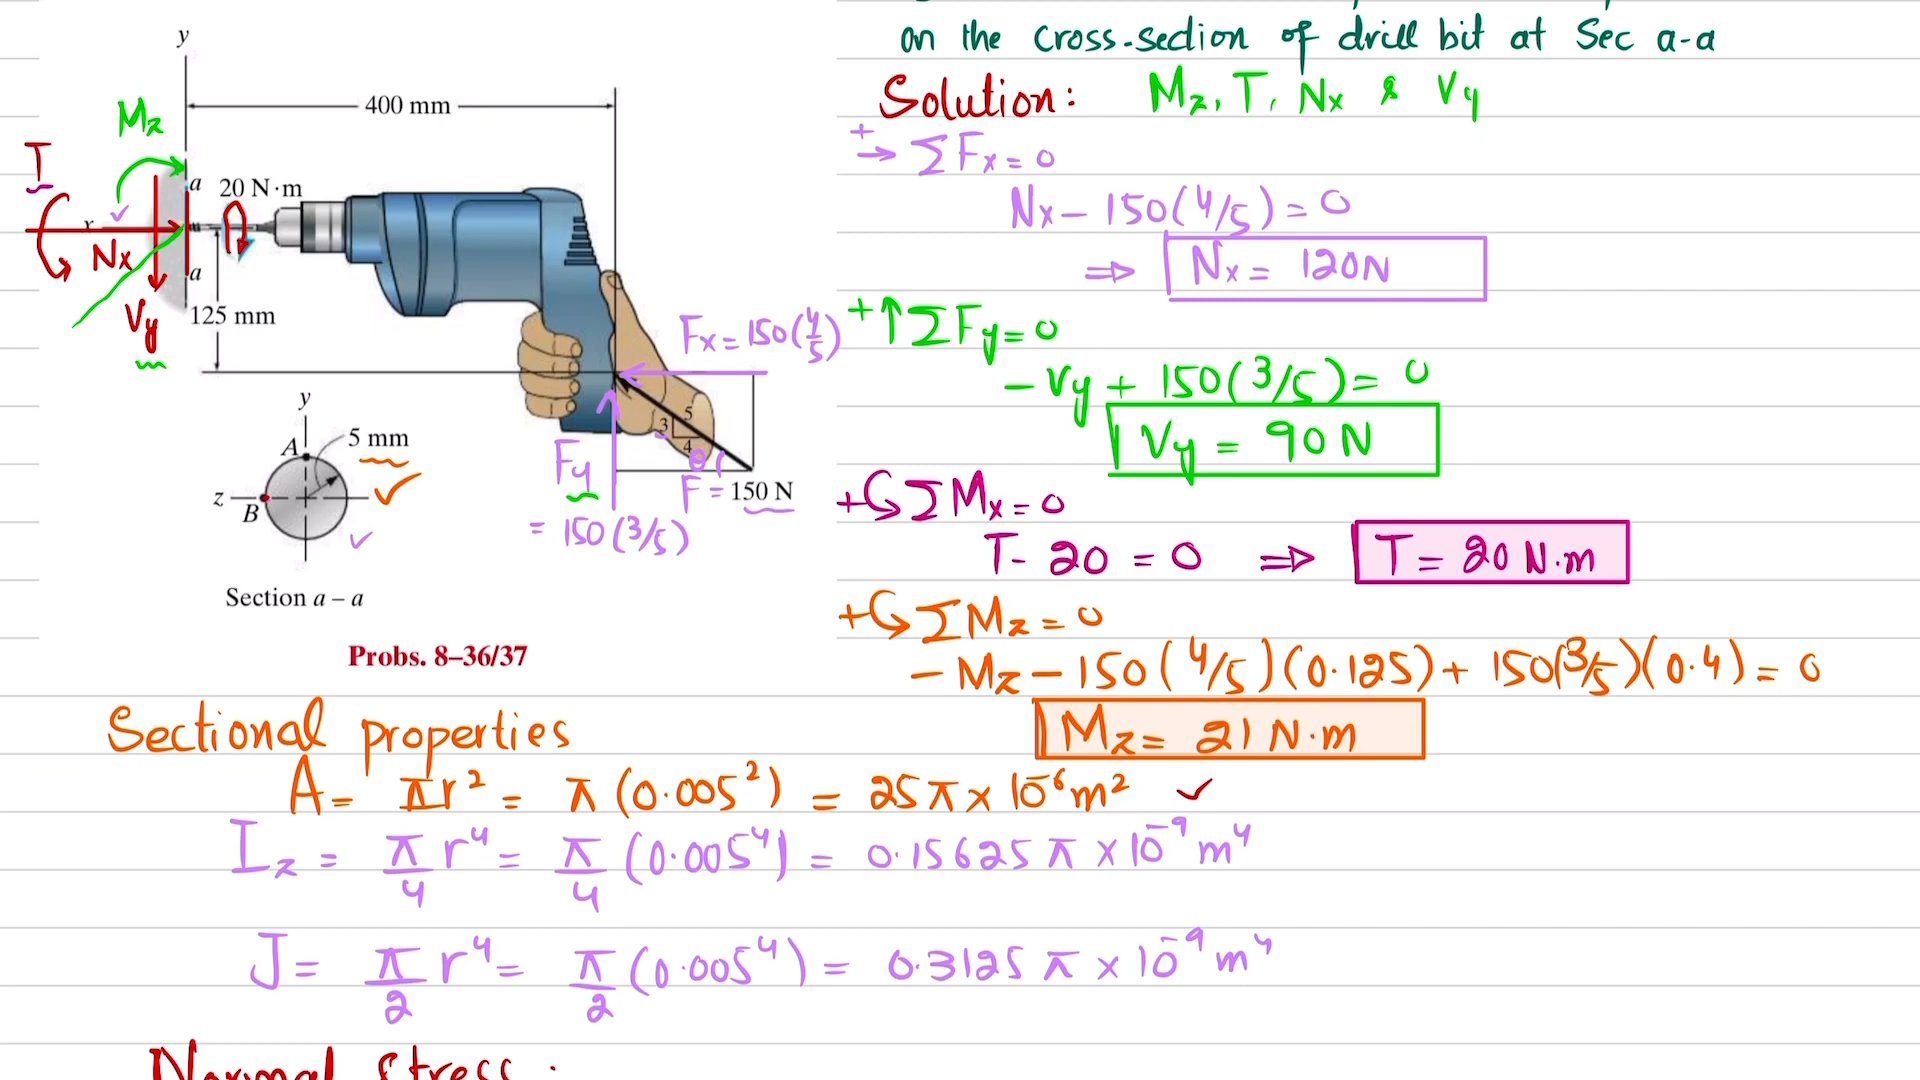 on the cross-section of drill bit at Sec a-a
Solution: Mz, T, Nx & Vy
+→ ΣFx = 0
Nx - 150(4/5) = 0
⇒ Nx = 120N
+↑ΣFy = 0
- Vy + 150(3/5) = 0
Vy = 90 N
+ ΣMx = 0
T - 20 = 0 ⇒ T = 20 N.m
+ ΣMz = 0
- Mz - 150(4/5)(0.125) + 150(3/5)(0.4) = 0
Mz = 21 N.m
y
400 mm
Mz
T
a
20 N·m
x
Nx
a
Vy
125 mm
Fx = 150(4/5)
y
A
5 mm
z
B
5
3
4
θ
Fy
= 150(3/5)
F = 150 N
Section a – a
Probs. 8–36/37
Sectional properties
A = πr² = π(0.005²) = 25π × 10⁻⁶ m²
Iz = π/4 r⁴ = π/4 (0.005⁴) = 0.15625 π × 10⁻⁹ m⁴
J = π/2 r⁴ = π/2 (0.005⁴) = 0.3125 π × 10⁻⁹ m⁴
Normal stress: